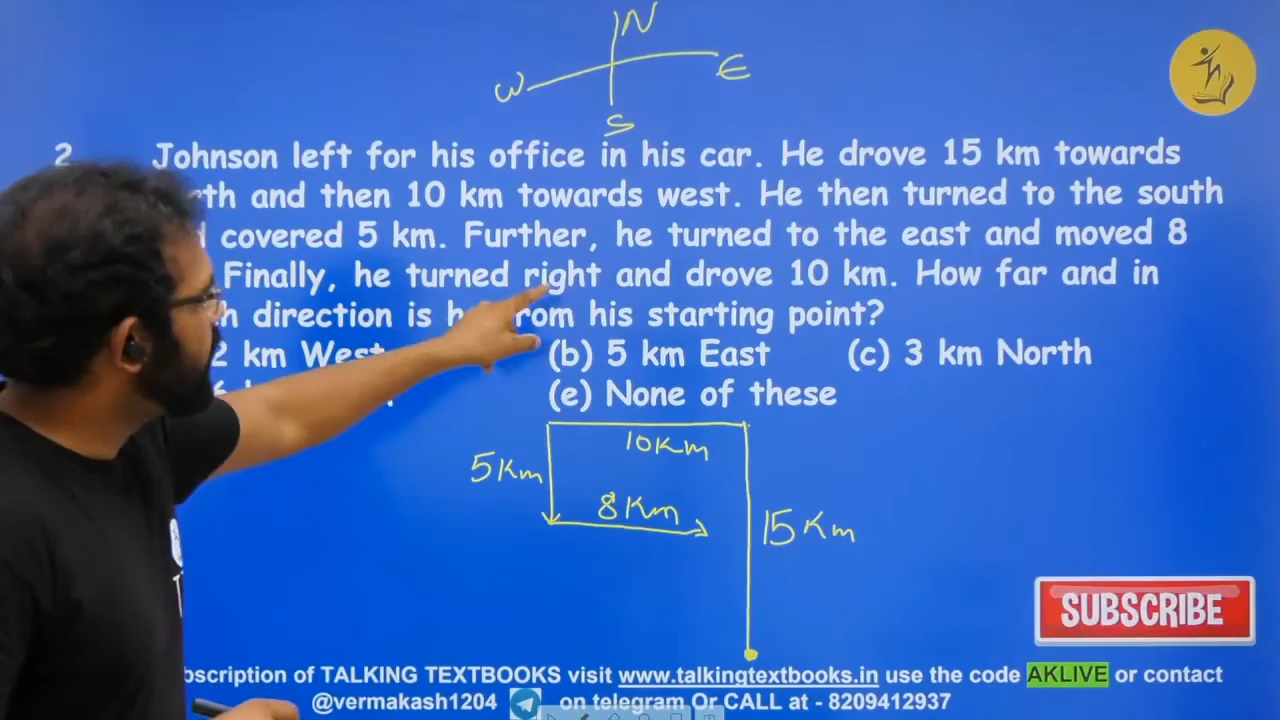 N
W
E
S
2 Johnson left for his office in his car. He drove 15 km towards
and then 10 km towards west. He then turned to the south
covered 5 km. Further, he turned to the east and moved 8
Finally, he turned right and drove 10 km. How far and in
direction is his starting point?
km West (b) 5 km East (c) 3 km North
(e) None of these
10Km
5Km
8Km
15Km
SUBSCRIBE
of TALKING TEXTBOOKS visit www.talkingtextbooks.in use the code AKLIVE or contact
@vermakash1204 on telegram Or CALL at - 8209412937